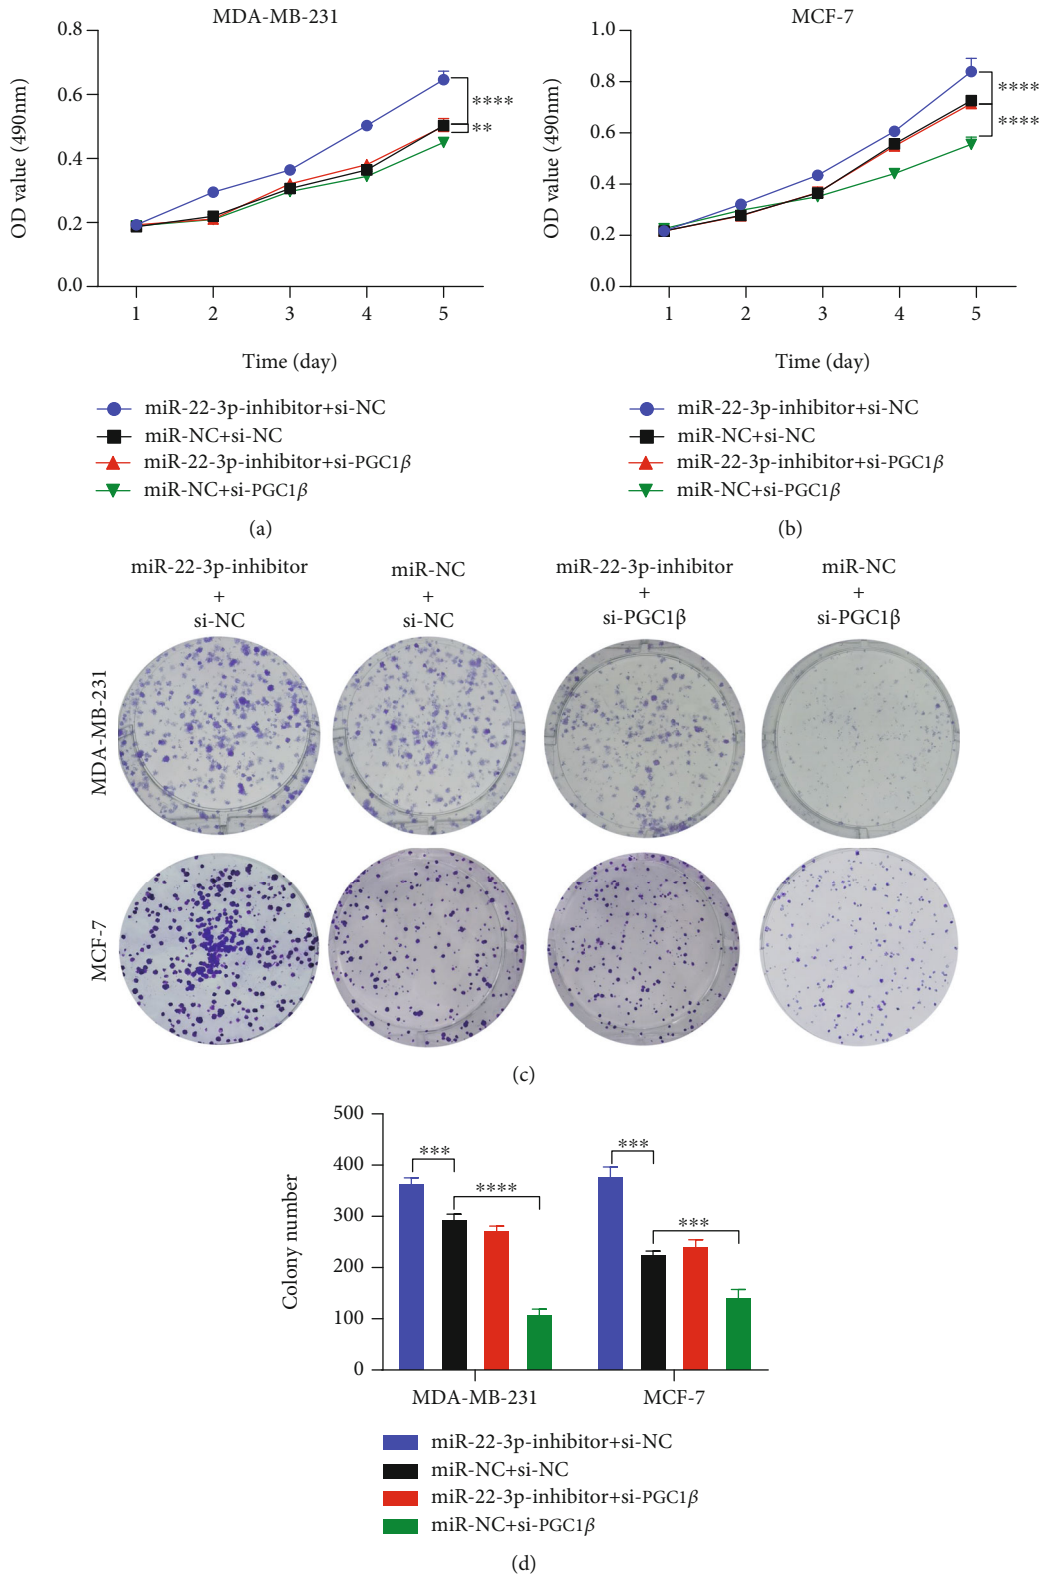 MDA-MB-231
0.8
0.6
0.4
0.2
0.0
OD value (490nm)
****
**
1 2 3 4 5
Time (day)
miR-22-3p-inhibitor+si-NC
miR-NC+si-NC
miR-22-3p-inhibitor+si-PGC1β
miR-NC+si-PGC1β
(a)
MCF-7
1.0
0.8
0.6
0.4
0.2
0.0
OD value (490nm)
****
****
1 2 3 4 5
Time (day)
miR-22-3p-inhibitor+si-NC
miR-NC+si-NC
miR-22-3p-inhibitor+si-PGC1β
miR-NC+si-PGC1β
(b)
miR-22-3p-inhibitor
+
si-NC
miR-NC
+
si-NC
miR-22-3p-inhibitor
+
si-PGC1β
miR-NC
+
si-PGC1β
MDA-MB-231
MCF-7
(c)
500
400
300
200
100
0
Colony number
***
****
***
***
MDA-MB-231 MCF-7
miR-22-3p-inhibitor+si-NC
miR-NC+si-NC
miR-22-3p-inhibitor+si-PGC1β
miR-NC+si-PGC1β
(d)